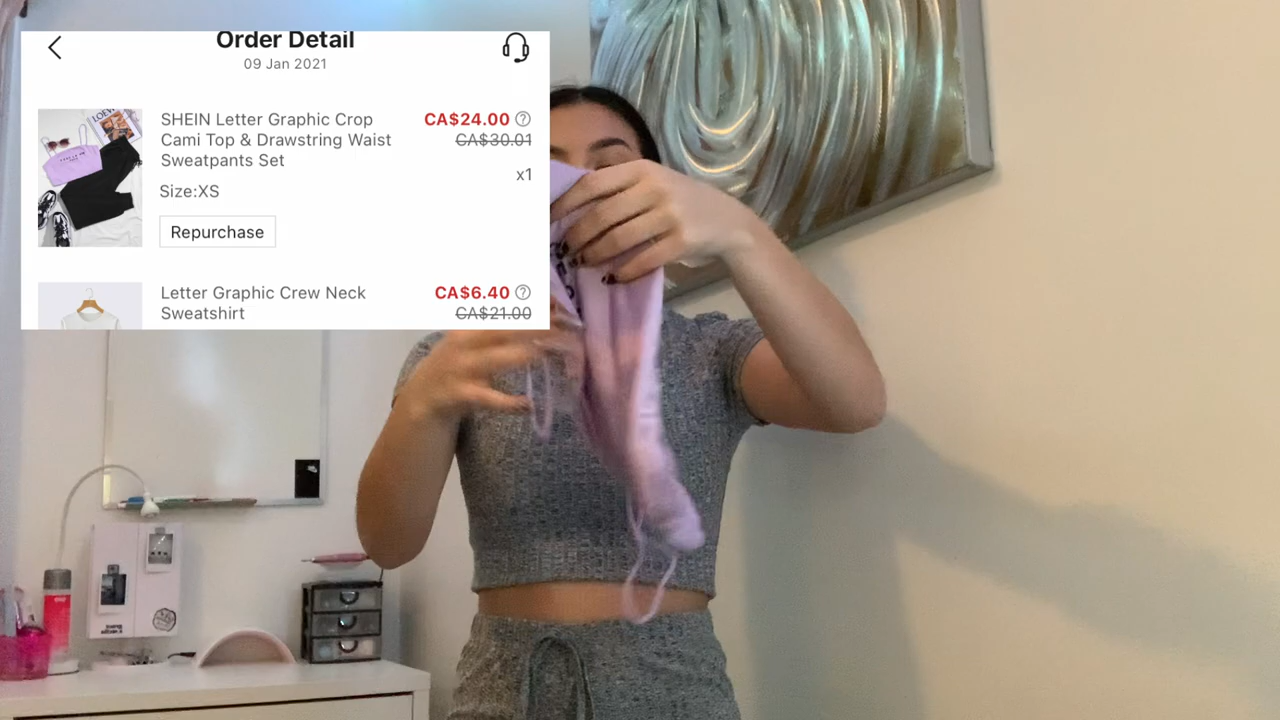 Order Detail
09 Jan 2021
SHEIN Letter Graphic Crop
Cami Top & Drawstring Waist
Sweatpants Set
CA$24.00
CA$30.01
x1
Size:XS
Repurchase
Letter Graphic Crew Neck
Sweatshirt
CA$6.40
CA$21.00